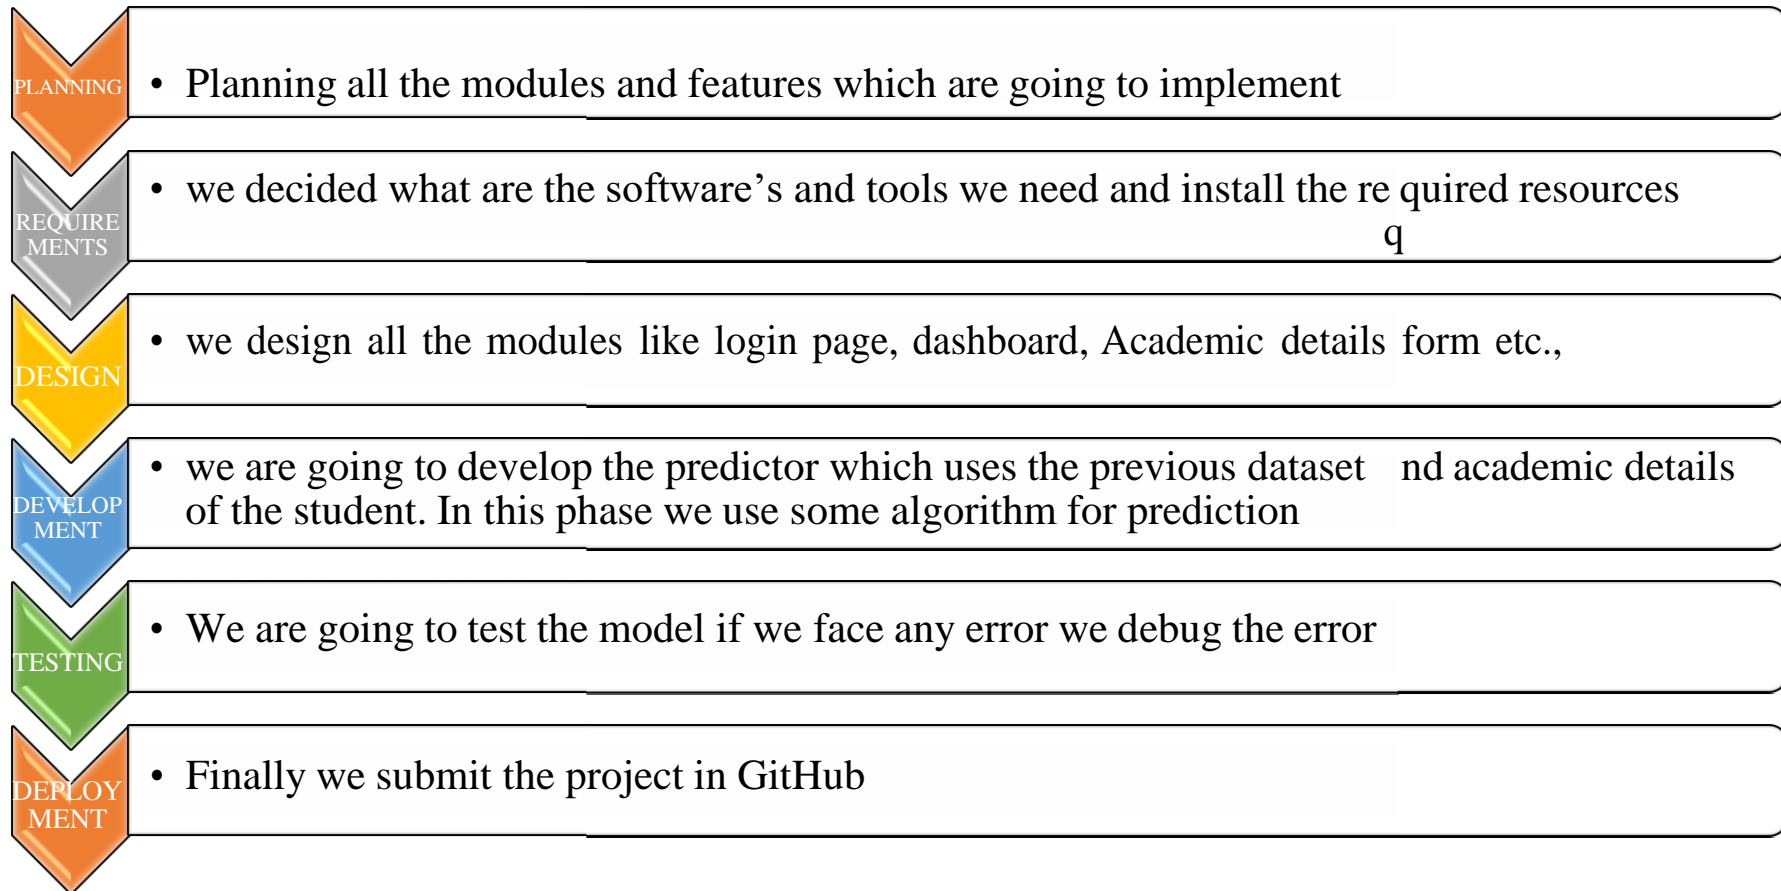 PLANNING
• Planning all the modules and features which are going to implement
REQUIRE
MENTS
• we decided what are the software's and tools we need and install the re quired resources
q
DESIGN
• we design all the modules like login page, dashboard, Academic details form etc.,
DEVELOP
MENT
• we are going to develop the predictor which uses the previous dataset nd academic details
of the student. In this phase we use some algorithm for prediction
TESTING
• We are going to test the model if we face any error we debug the error
DEPLOY
MENT
• Finally we submit the project in GitHub